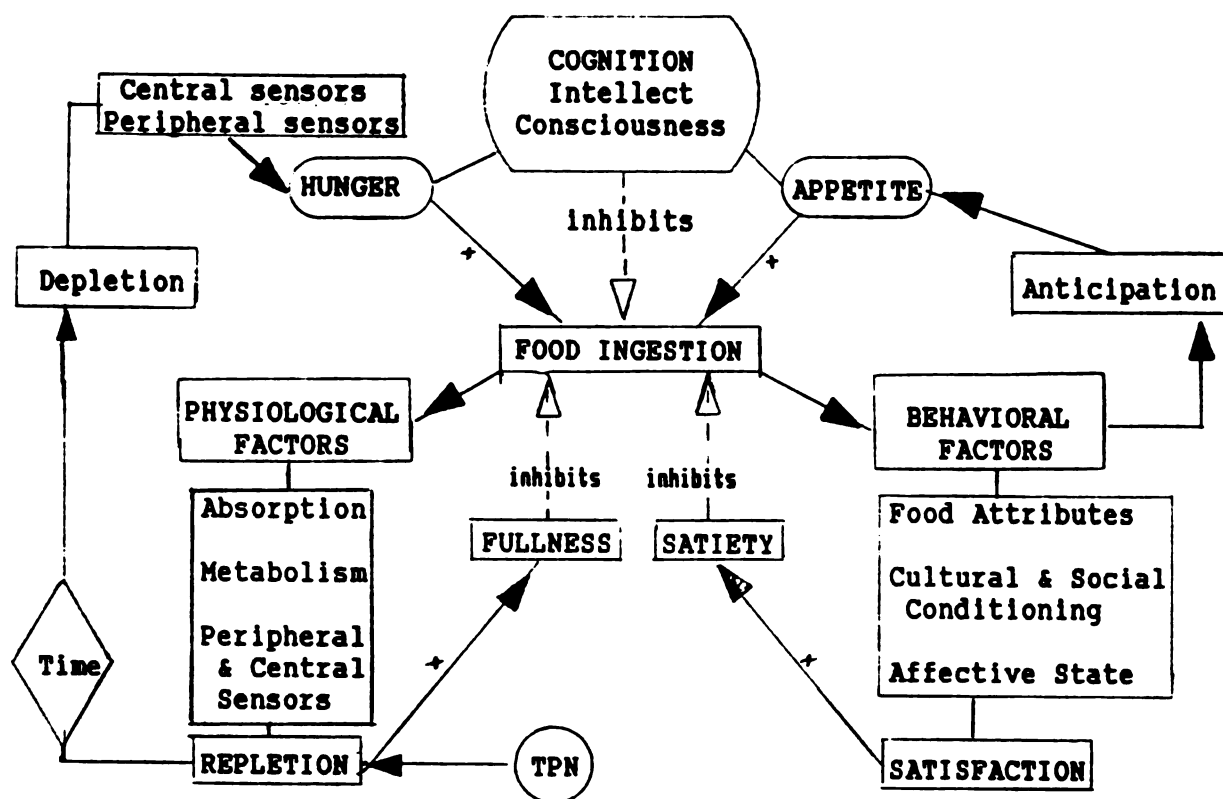 COGNITION
Intellect
Consciousness
Central sensors
Peripheral sensors
HUNGER
APPETITE
inhibits
+
+
Depletion
Anticipation
FOOD INGESTION
PHYSIOLOGICAL
FACTORS
BEHAVIORAL
FACTORS
inhibits
inhibits
Absorption
Metabolism
Peripheral
& Central
Sensors
FULLNESS
SATIETY
Food Attributes
Cultural & Social
Conditioning
Affective State
Time
+
+
REPLETION
TPN
SATISFACTION